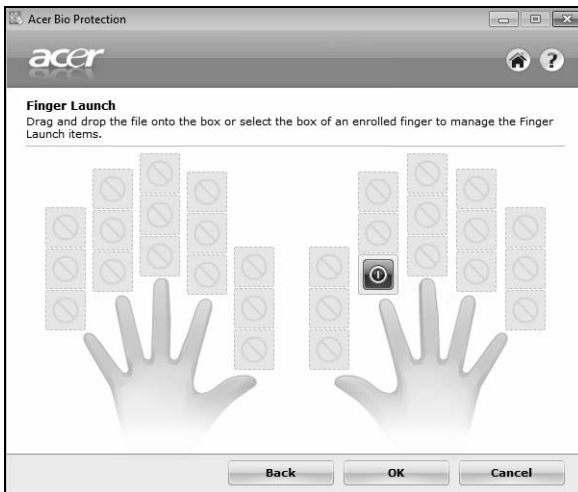 Acer Bio Protection
acer
Finger Launch
Drag and drop the file onto the box or select the box of an enrolled finger to manage the Finger
Launch items.
Back
OK
Cancel